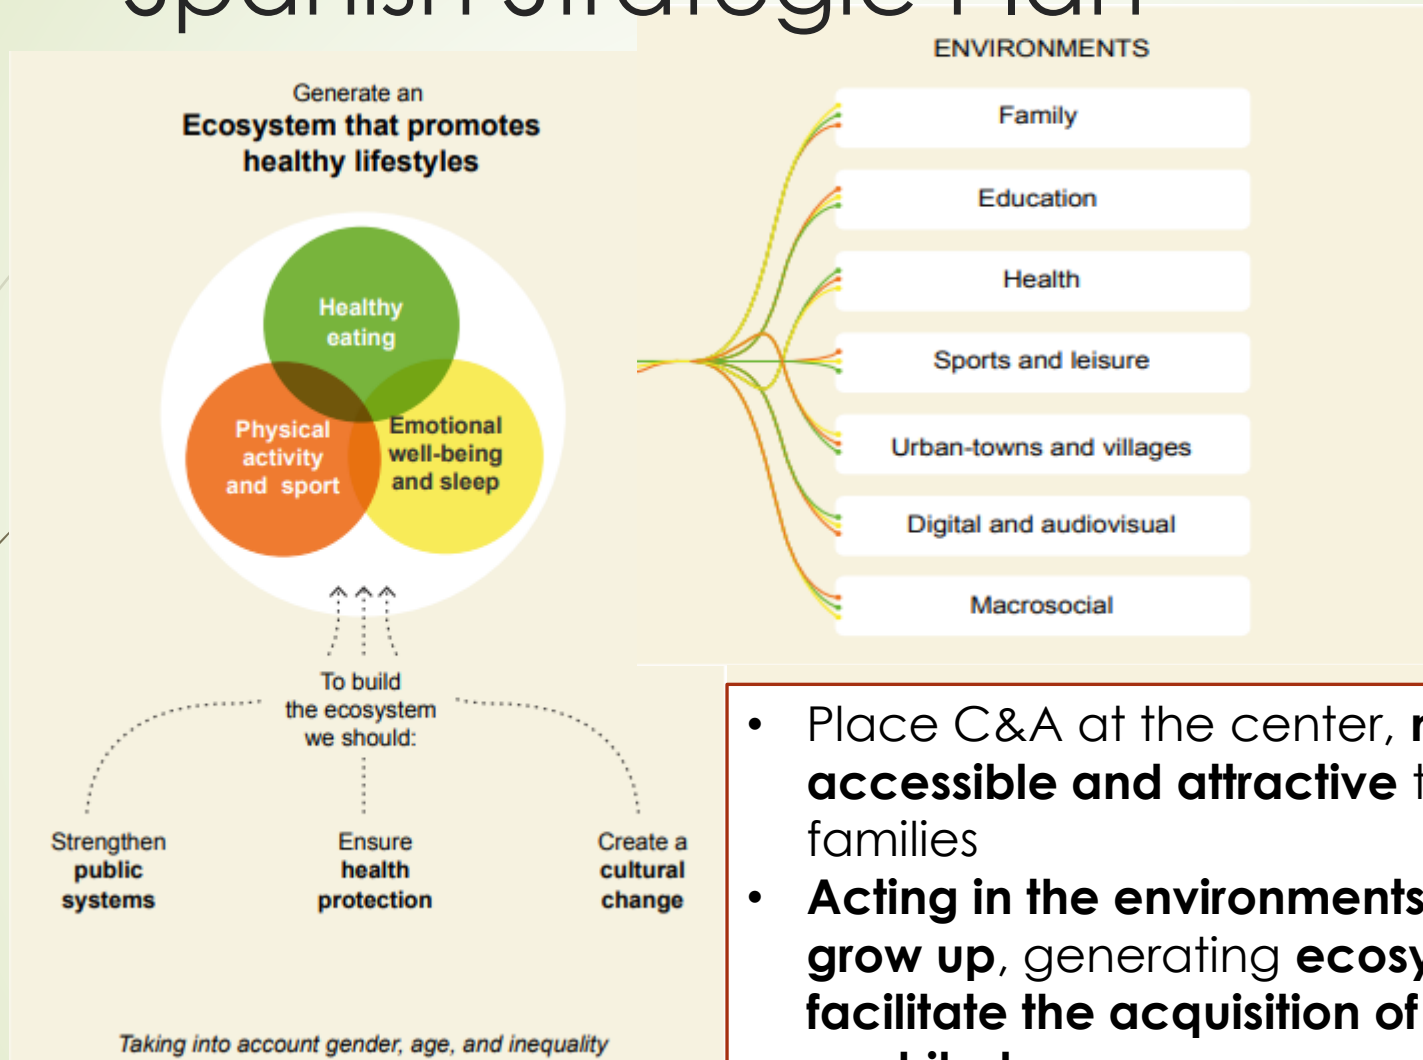 Spanish Strategic Plan
Generate an
Ecosystem that promotes
healthy lifestyles
Healthy
eating
Physical
activity
and sport
Emotional
well-being
and sleep
To build
the ecosystem
we should:
Strengthen
public
systems
Ensure
health
protection
Create a
cultural
change
Taking into account gender, age, and inequality
ENVIRONMENTS
Family
Education
Health
Sports and leisure
Urban-towns and villages
Digital and audiovisual
Macrosocial
• Place C&A at the center,
accessible and attractive
families
• Acting in the environments
grow up, generating
facilitate the acquisition of